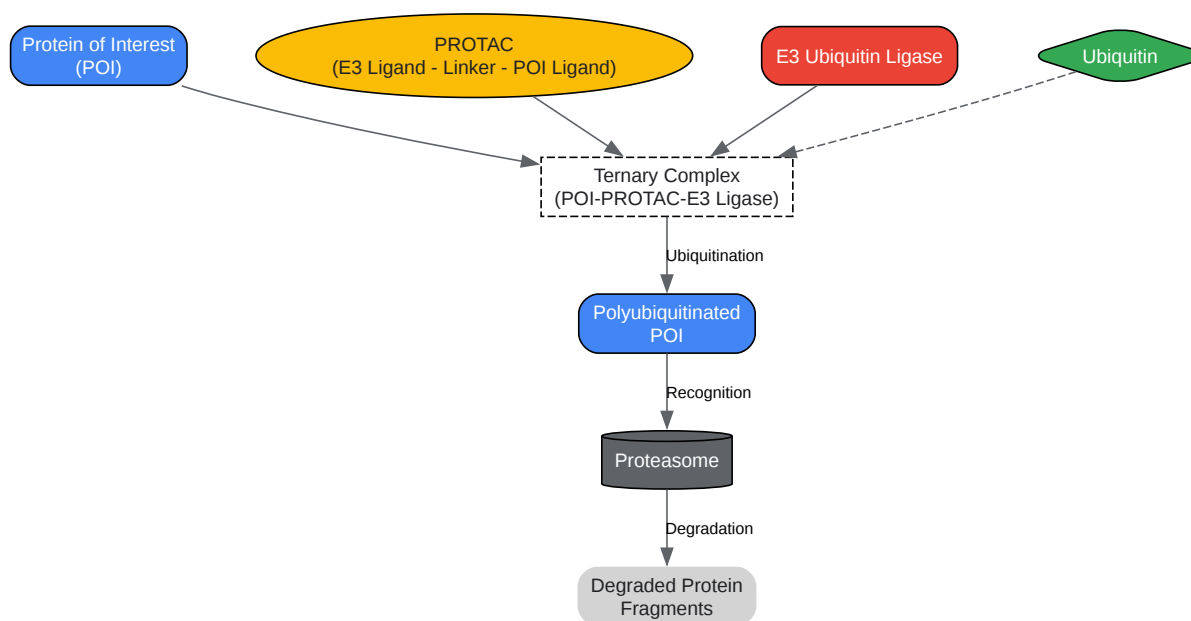 Protein of Interest
(POI)
PROTAC
(E3 Ligand - Linker - POI Ligand)
E3 Ubiquitin Ligase
Ubiquitin
Ternary Complex
(POI-PROTAC-E3 Ligase)
Ubiquitination
Polyubiquitinated
POI
Recognition
Proteasome
Degradation
Degraded Protein
Fragments